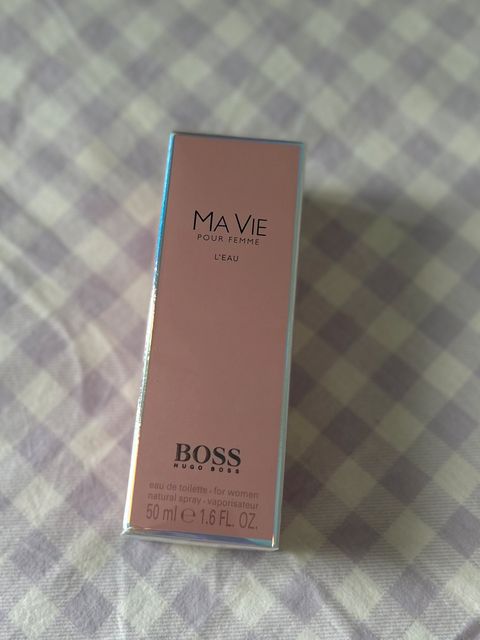 MA VIE
POUR FEMME
L'EAU
BOSS
HUGO BOSS
eau de toilette - for women
natural spray - vaporisateur
50 ml ℮ 1.6 FL. OZ.